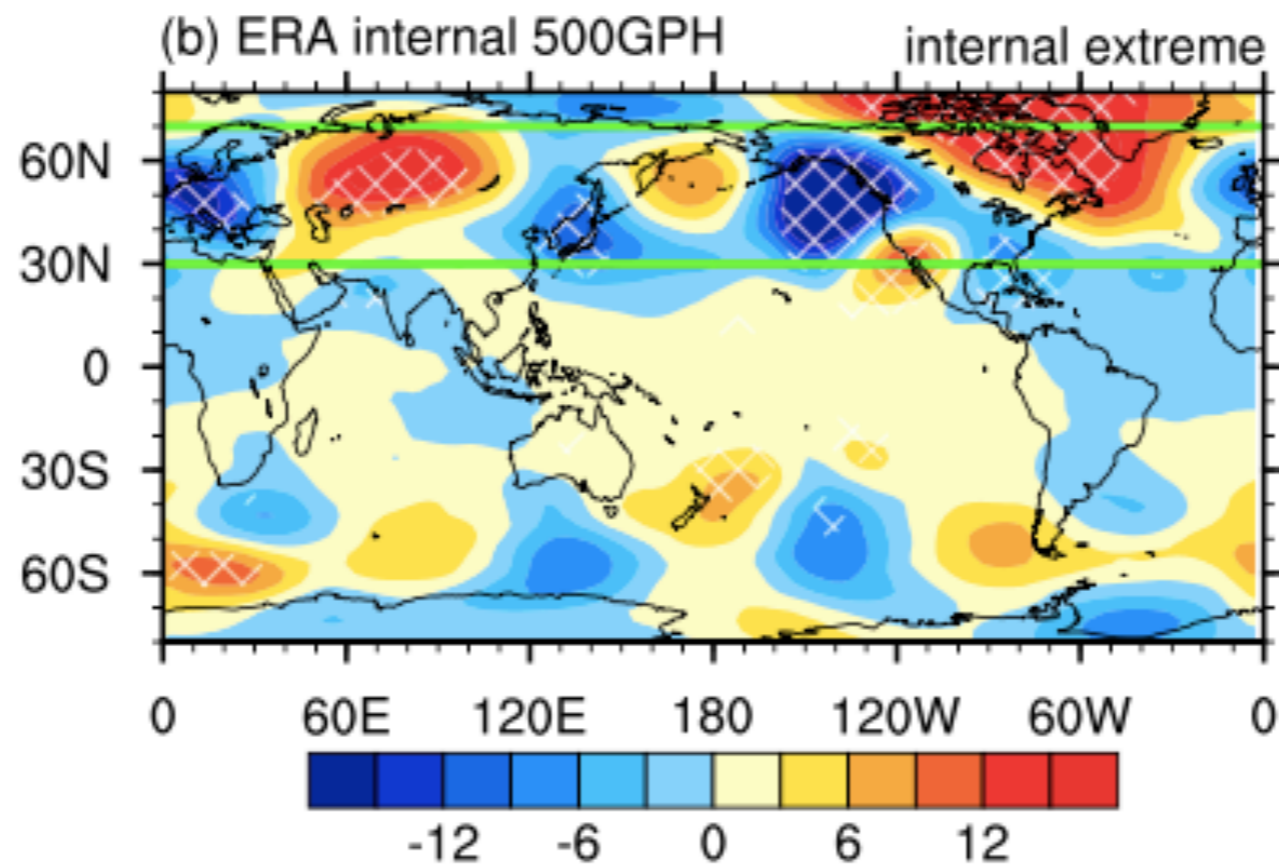 (b) ERA internal 500GPH internal extreme
60N
30N
0
30S
60S
0 60E 120E 180 120W 60W 0
-12 -6 0 6 12